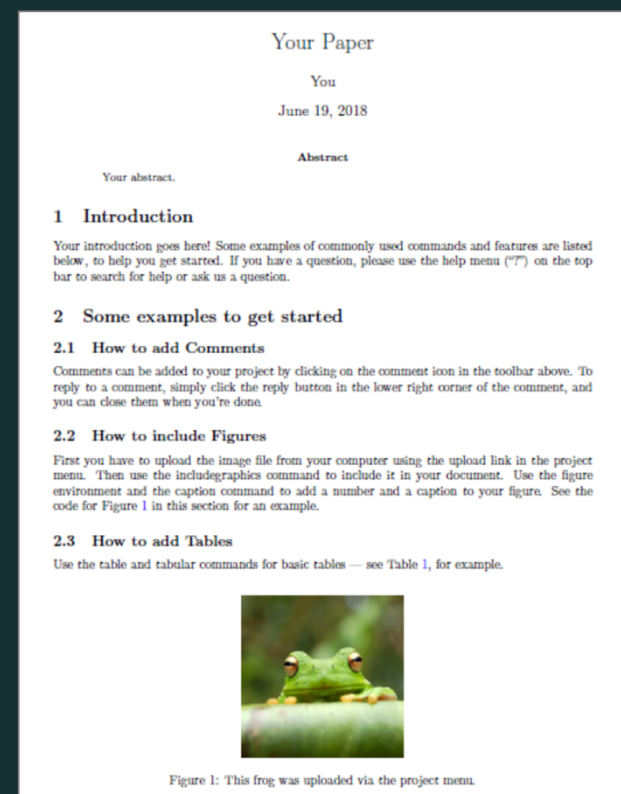 Your Paper
You
June 19, 2018
Abstract
Your abstract.
1 Introduction
Your introduction goes here! Some examples of commonly used commands and features are listed
below, to help you get started. If you have a question, please use the help menu (“?”) on the top
bar to search for help or ask us a question.
2 Some examples to get started
2.1 How to add Comments
Comments can be added to your project by clicking on the comment icon in the toolbar above. To
reply to a comment, simply click the reply button in the lower right corner of the comment, and
you can close them when you’re done.
2.2 How to include Figures
First you have to upload the image file from your computer using the upload link in the project
menu. Then use the includegraphics command to include it in your document. Use the figure
environment and the caption command to add a number and a caption to your figure. See the
code for Figure 1 in this section for an example.
2.3 How to add Tables
Use the table and tabular commands for basic tables — see Table 1, for example.
Figure 1: This frog was uploaded via the project menu.